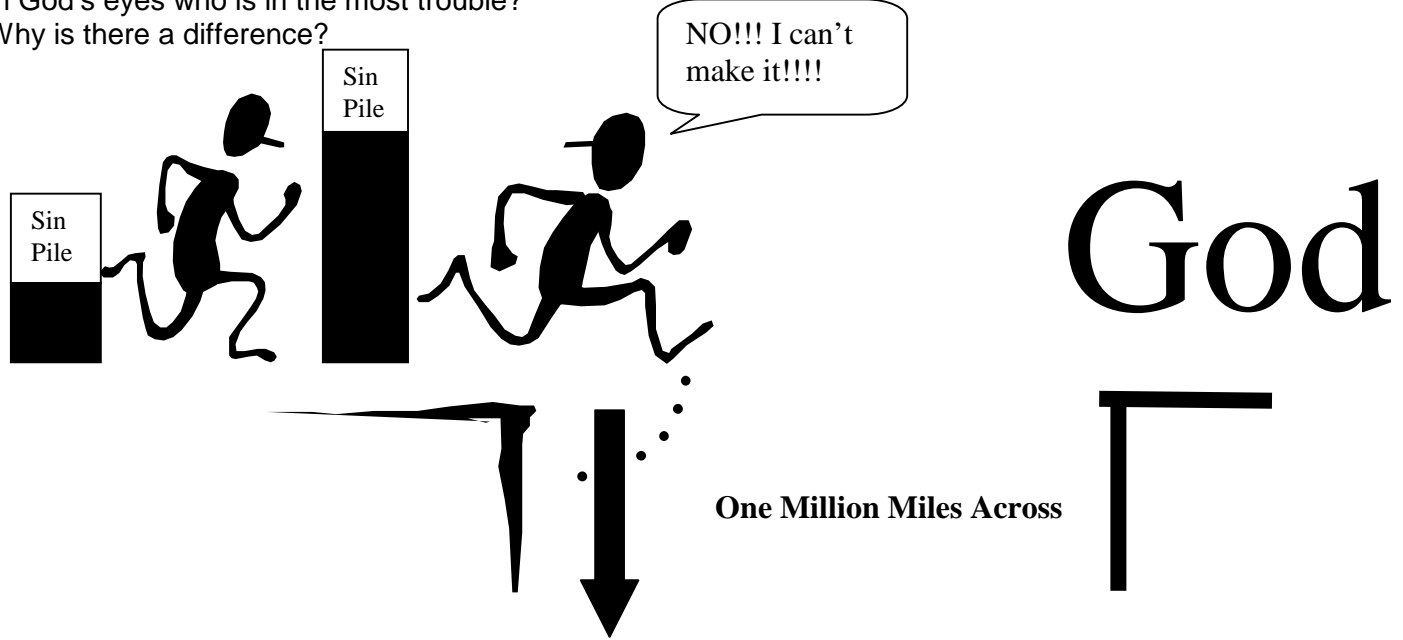 God's eyes who is in the most trouble?
Why is there a difference?
NO!!! I can't
make it!!!!
Sin
Pile
Sin
Pile
God
One Million Miles Across